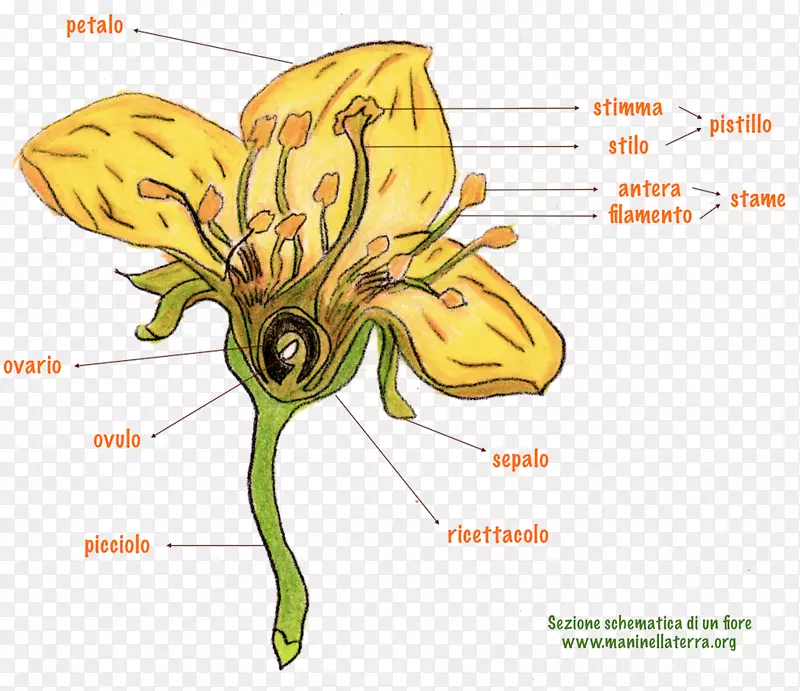 petalo
stimma
pistillo
stilo
antera
stame
filamento
ovario
ovulo
sepalo
ricettacolo
picciolo
Sezione schematica di un fiore
www.maninellaterra.org